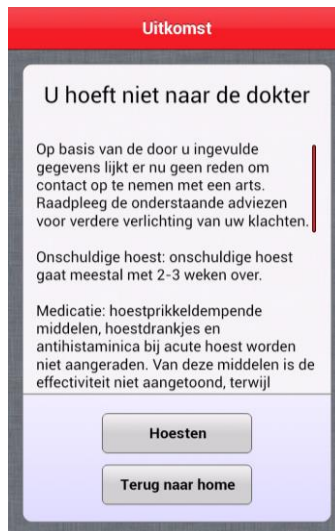 Uitkomst
U hoeft niet naar de dokter
Op basis van de door u ingevulde
gegevens lijkt er nu geen reden om
contact op te nemen met een arts.
Raadpleeg de onderstaande adviezen
voor verdere verlichting van uw klachten.
Onschuldige hoest: onschuldige hoest
gaat meestal met 2-3 weken over.
Medicatie: hoestprikkeldempende
middelen, hoestdrankjes en
antihistaminica bij acute hoest worden
niet aangeraden. Van deze middelen is de
effectiviteit niet aangetoond, terwijl
Hoesten
Terug naar home